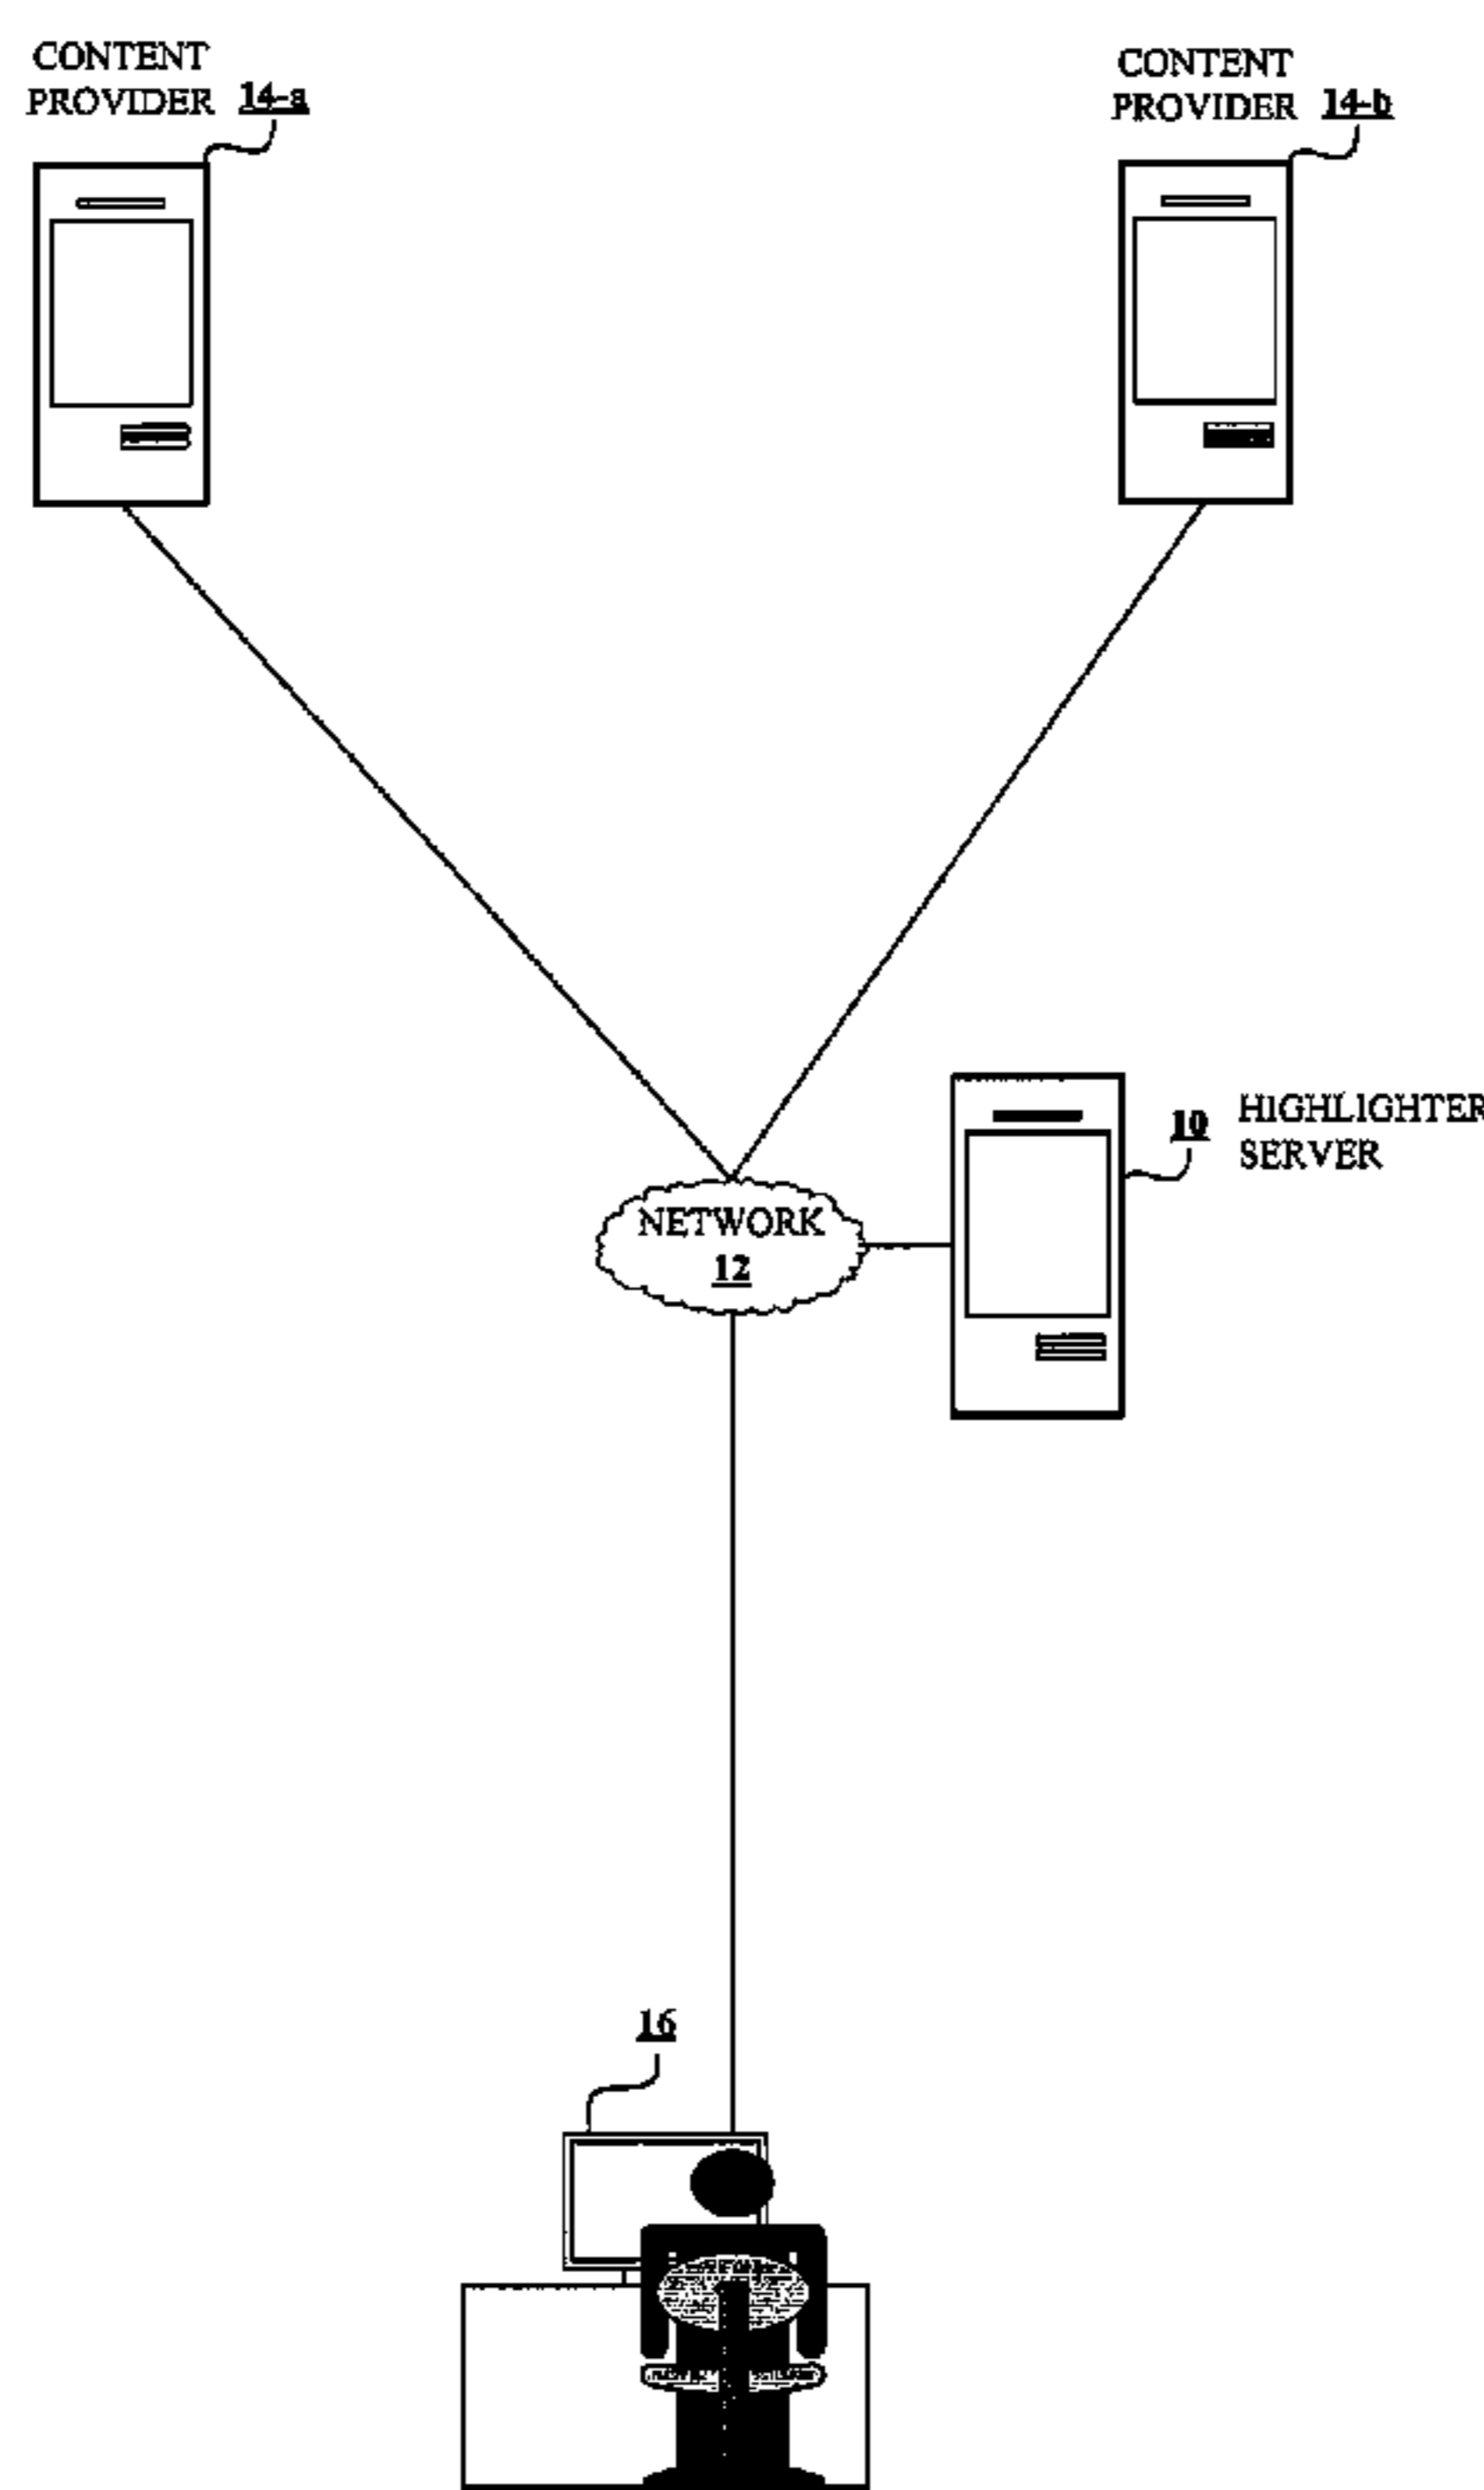 CONTENT
PROVIDER 14-a
CONTENT
PROVIDER 14-b
10 HIGHLIGHTER
SERVER
NETWORK
12
16